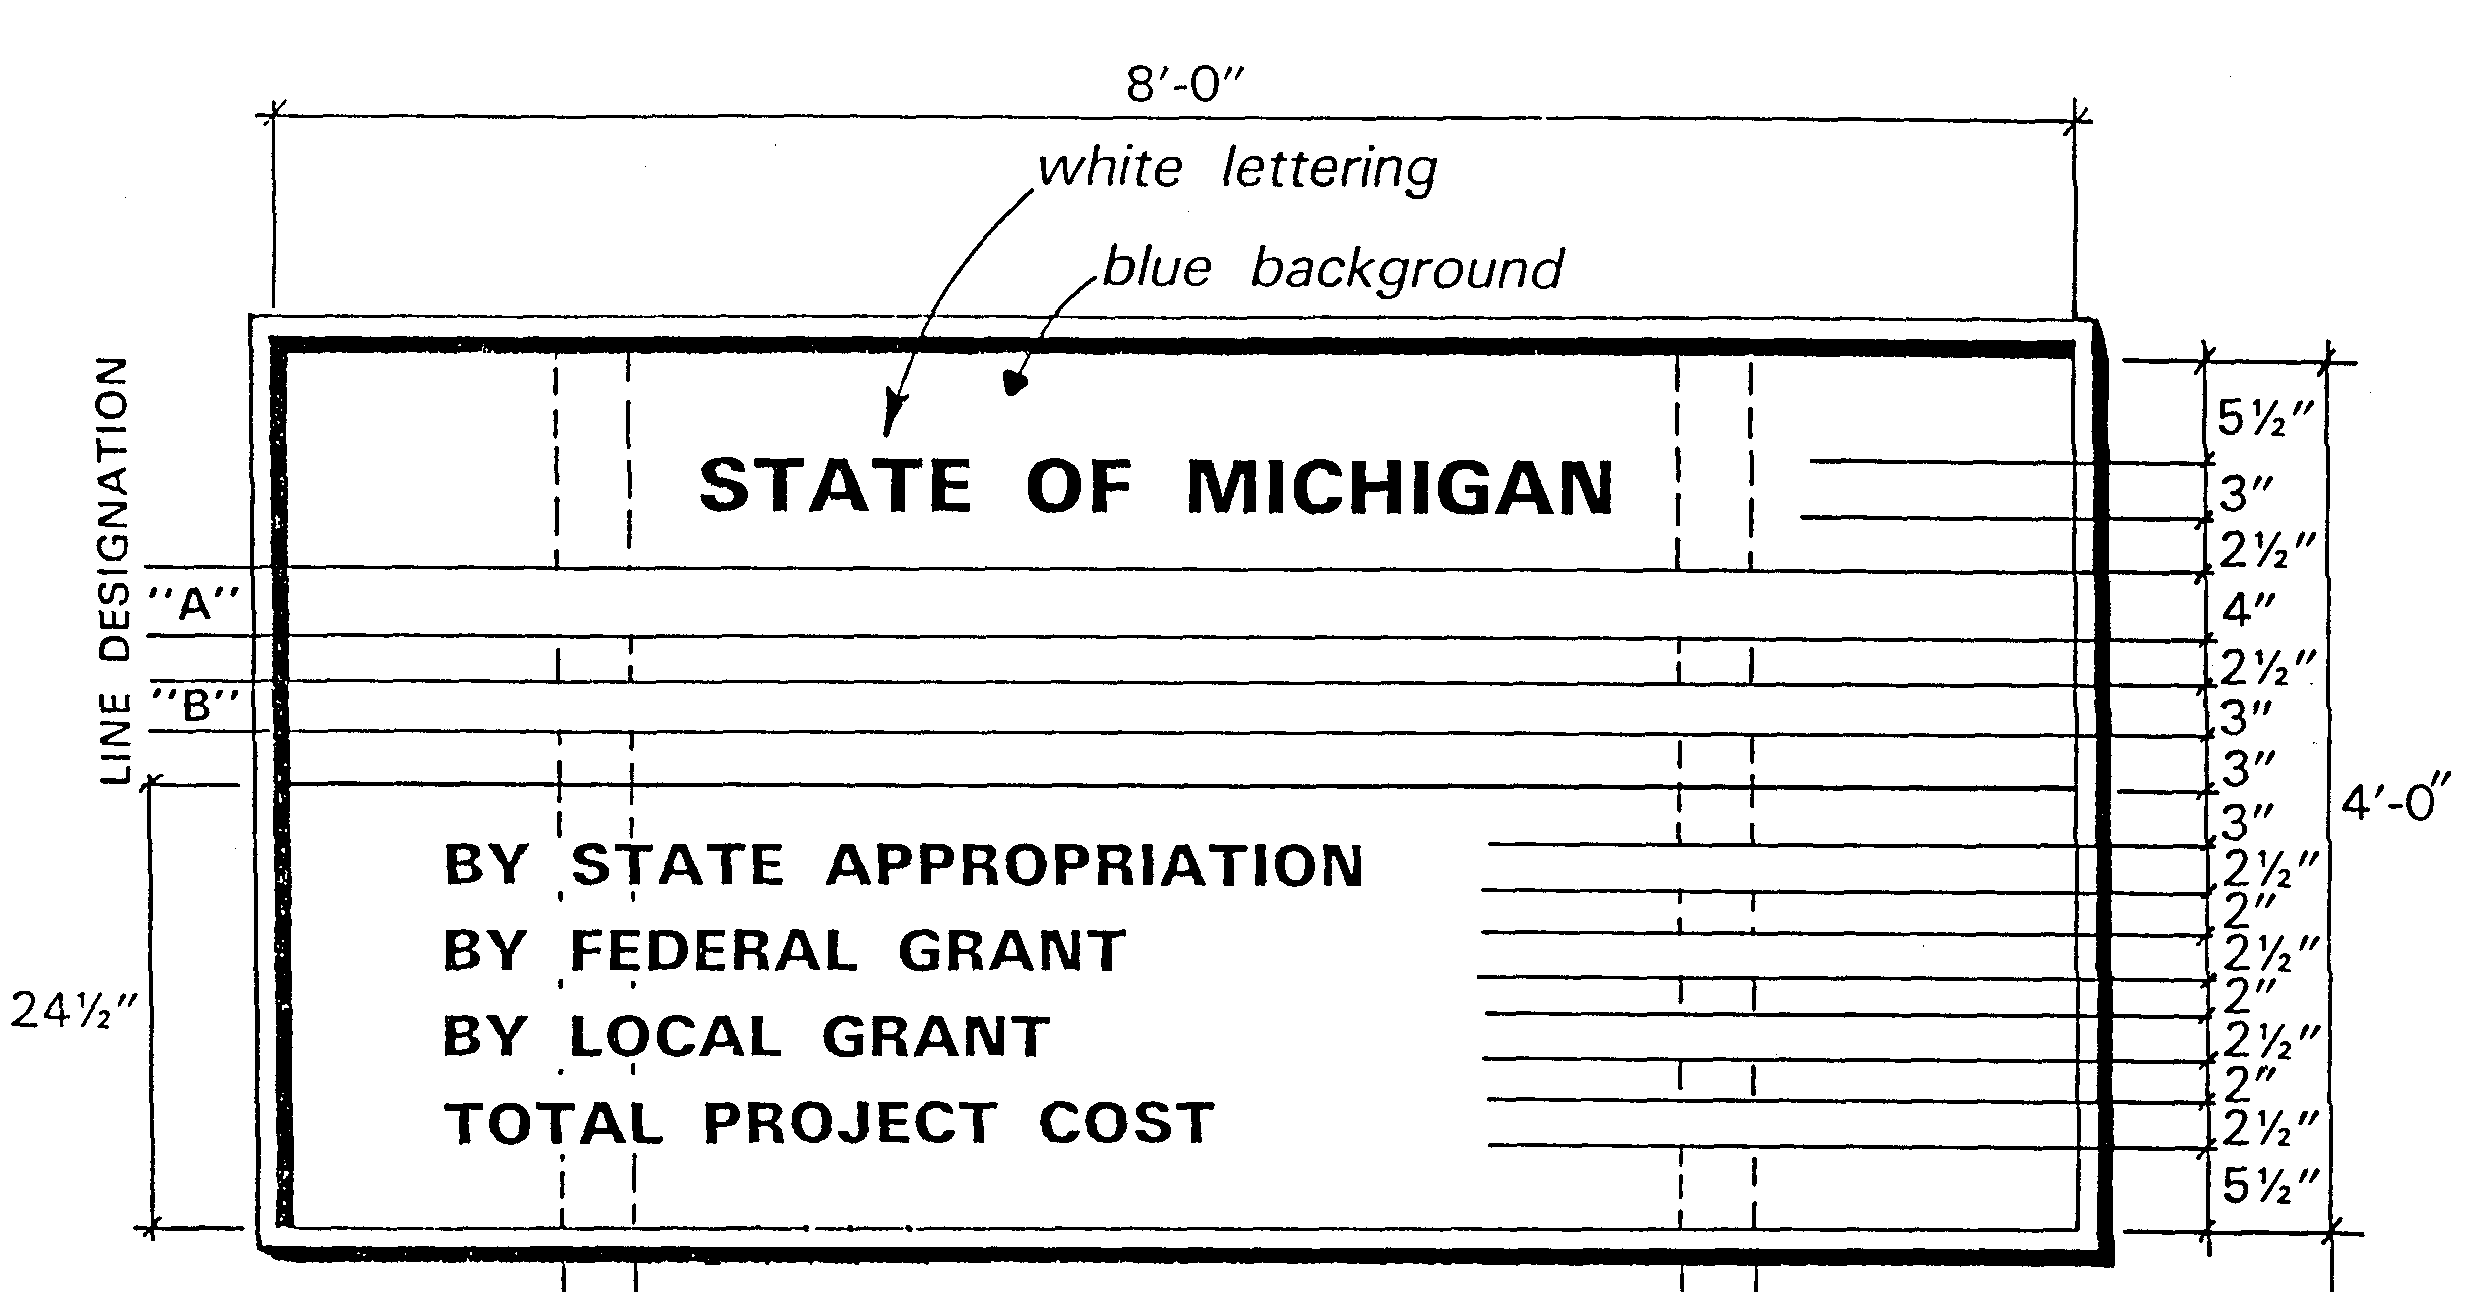 8'-0"
white lettering
blue background
LINE DESIGNATION
5½"
STATE OF MICHIGAN
3"
2½"
"A"
4"
2½"
"B"
3"
3"
4'-0"
3"
BY STATE APPROPRIATION
2½"
2"
BY FEDERAL GRANT
2½"
24½"
2"
BY LOCAL GRANT
2½"
2"
TOTAL PROJECT COST
2½"
5½"